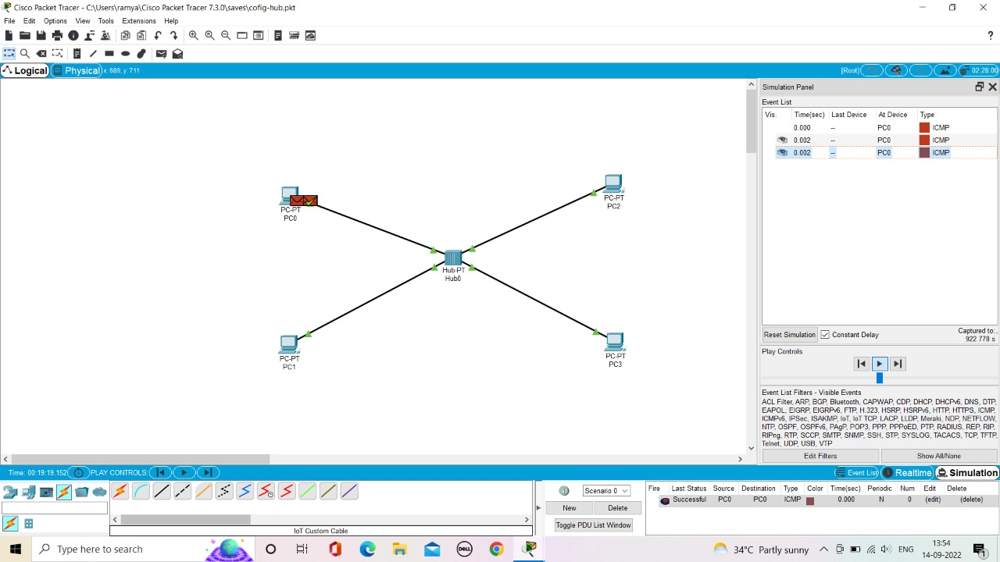 Cisco Packet Tracer - C:\Users\ramya\Cisco Packet Tracer 7.3.0\saves\cofig-hub.pkt
File Edit Options View Tools Extensions Help
?
Logical Physical x: 889, y: 711 [Root] 02:28:00
Simulation Panel
Event List
Vis. Time(sec) Last Device At Device Type
0.000 -- PC0 ICMP
0.002 -- PC0 ICMP
0.002 -- PC0 ICMP
PC-PT
PC0
PC-PT
PC2
Hub-PT
Hub0
PC-PT
PC1
PC-PT
PC3
Reset Simulation Constant Delay Captured to:
922.778 s
Play Controls
Event List Filters - Visible Events
ACL Filter, ARP, BGP, Bluetooth, CAPWAP, CDP, DHCP, DHCPv6, DNS, DTP,
EAPOL, EIGRP, EIGRPv6, FTP, H.323, HSRP, HSRPv6, HTTP, HTTPS, ICMP,
ICMPv6, IPSec, ISAKMP, IoT, IoT TCP, LACP, LLDP, Meraki, NDP, NETFLOW,
NTP, OSPF, OSPFv6, PAgP, POP3, PPP, PPPoED, PTP, RADIUS, REP, RIP,
RIPng, RTP, SCCP, SMTP, SNMP, SSH, STP, SYSLOG, TACACS, TCP, TFTP,
Telnet, UDP, USB, VTP
Edit Filters Show All/None
Time: 00:19:19.152 PLAY CONTROLS: Event List Realtime Simulation
Scenario 0
New Delete
Toggle PDU List Window
Fire Last Status Source Destination Type Color Time(sec) Periodic Num Edit Delete
Successful PC0 PC0 ICMP 0.000 N 0 (edit) (delete)
IoT Custom Cable
Type here to search
DELL
34°C Partly sunny
ENG
13:54
14-09-2022
1